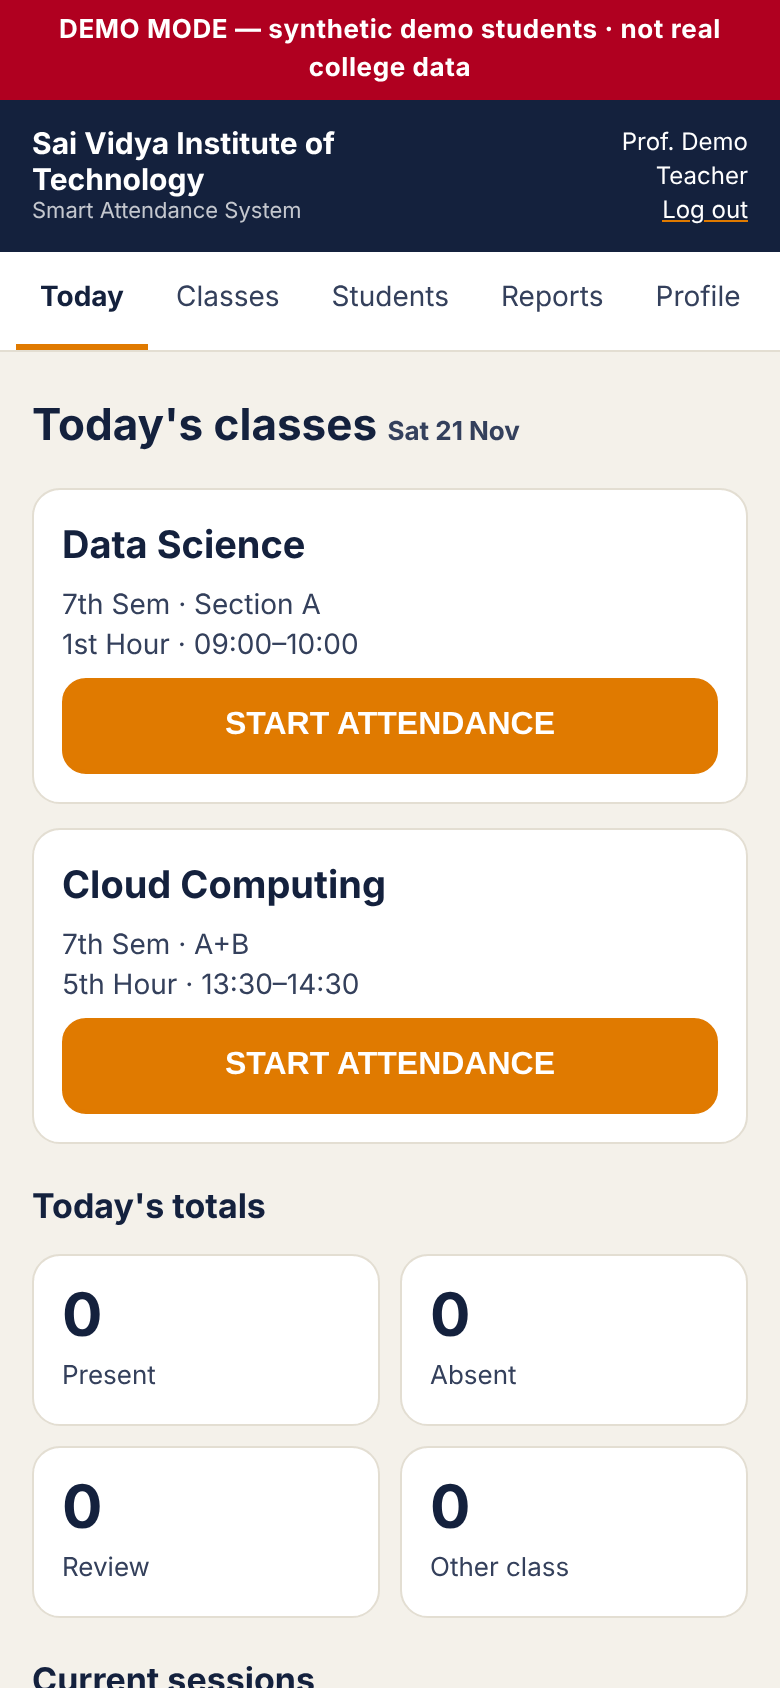 DEMO MODE — synthetic demo students · not real
college data
Sai Vidya Institute of
Technology
Smart Attendance System
Prof. Demo
Teacher
Log out
Today
Classes
Students
Reports
Profile
Today's classes Sat 21 Nov
Data Science
7th Sem · Section A
1st Hour · 09:00–10:00
START ATTENDANCE
Cloud Computing
7th Sem · A+B
5th Hour · 13:30–14:30
START ATTENDANCE
Today's totals
0
Present
0
Absent
0
Review
0
Other class
Current sessions